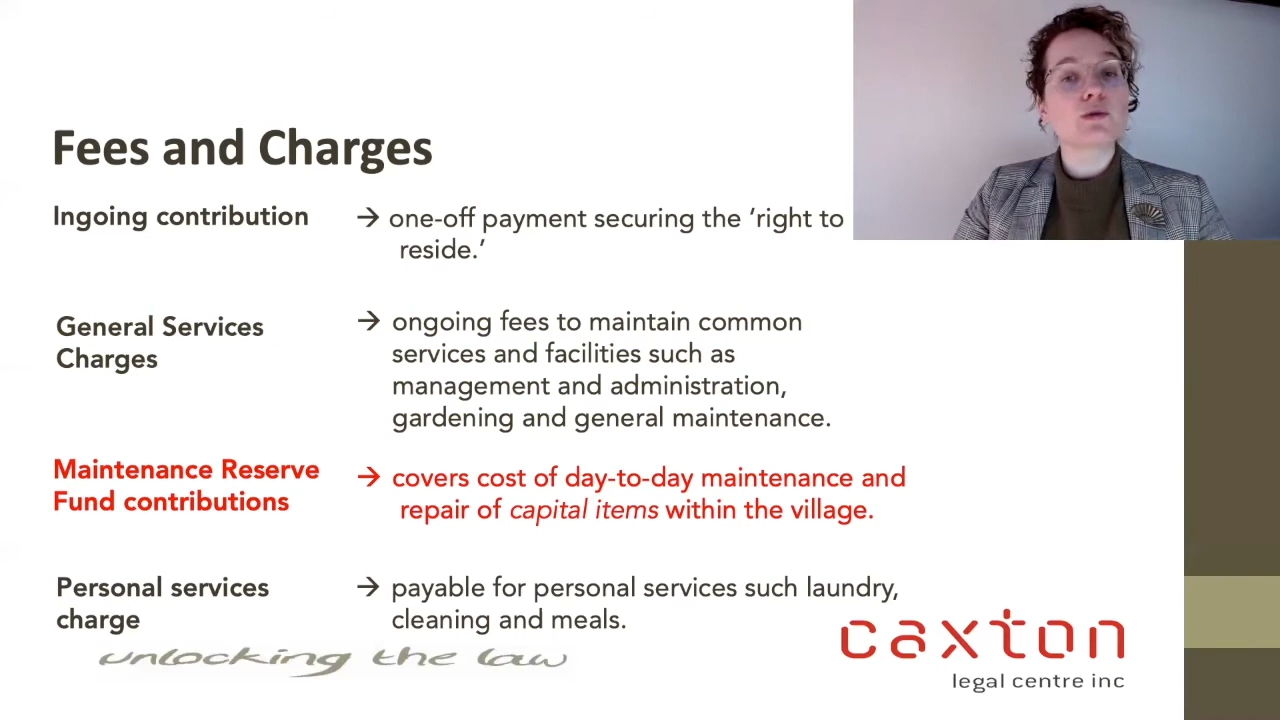 Fees and Charges
Ingoing contribution
→ one-off payment securing the ‘right to
reside.’
General Services
Charges
→ ongoing fees to maintain common
services and facilities such as
management and administration,
gardening and general maintenance.
Maintenance Reserve
Fund contributions
→ covers cost of day-to-day maintenance and
repair of capital items within the village.
Personal services
charge
→ payable for personal services such laundry,
cleaning and meals.
unlocking the law
caxton
legal centre inc